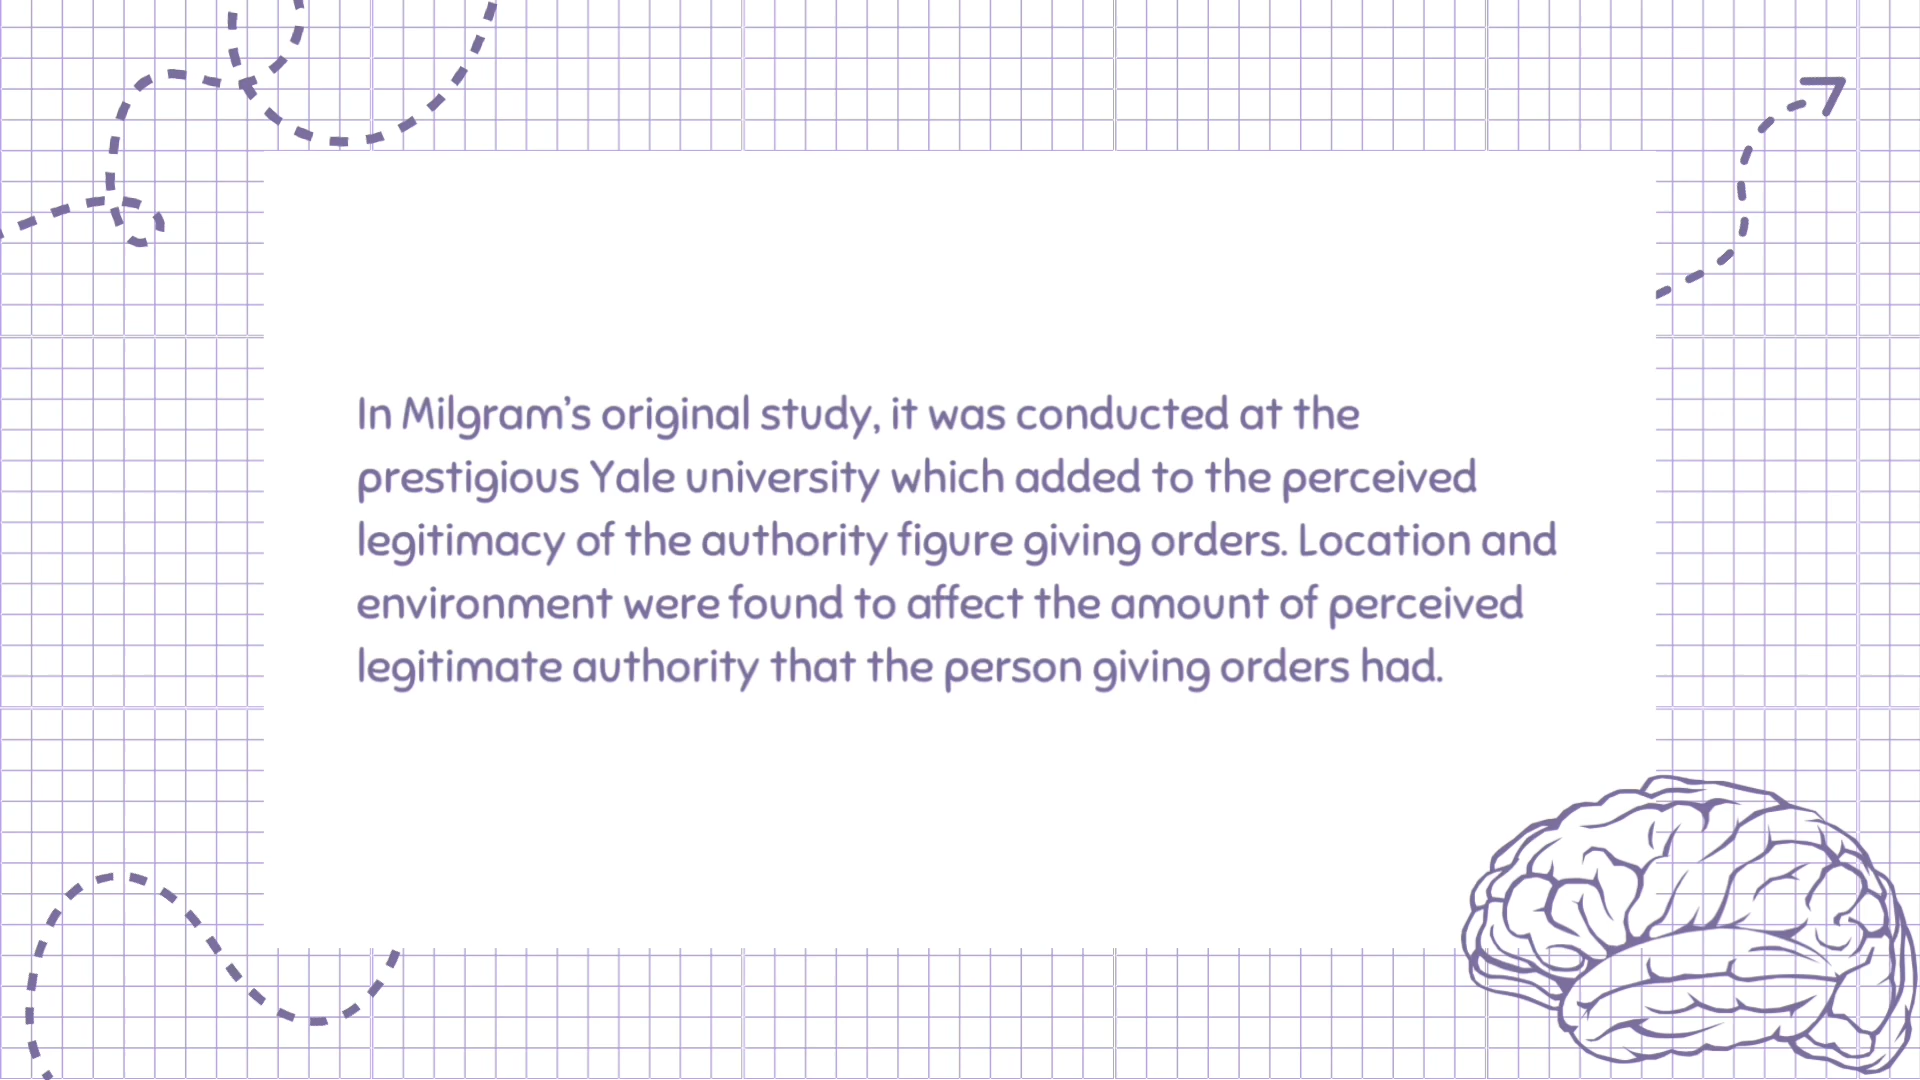 In Milgram’s original study, it was conducted at the
prestigious Yale university which added to the perceived
legitimacy of the authority figure giving orders. Location and
environment were found to affect the amount of perceived
legitimate authority that the person giving orders had.